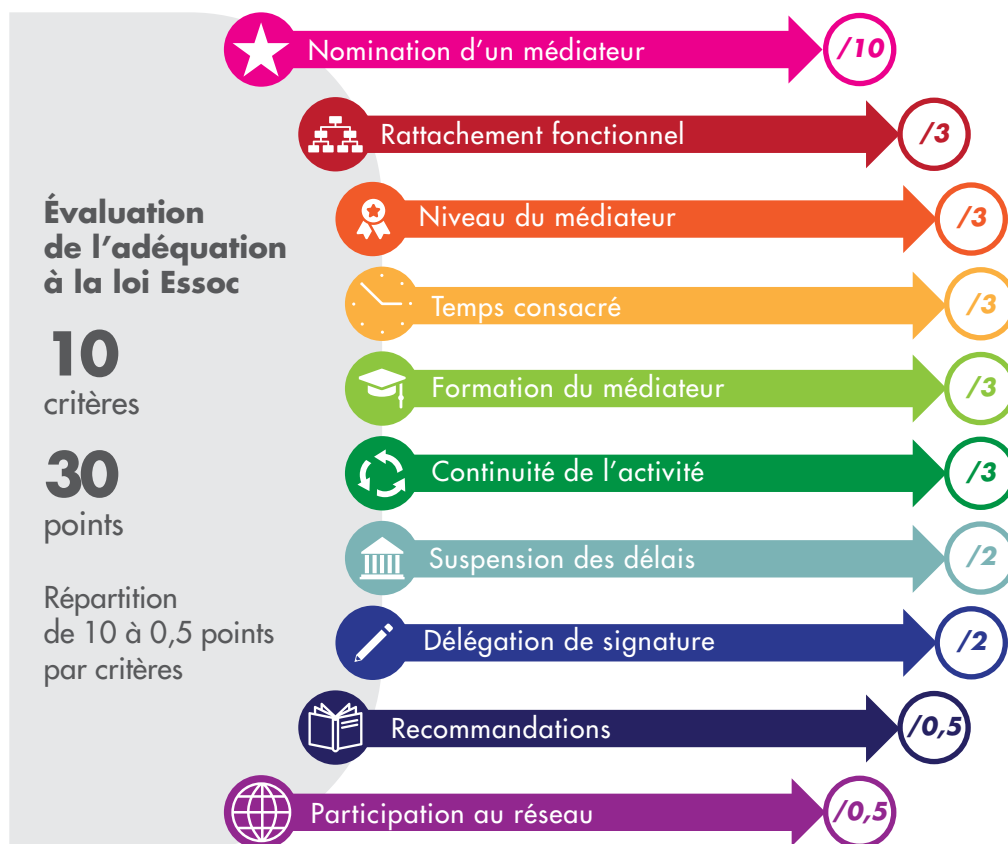 Nomination d'un médiateur /10
Rattachement fonctionnel /3
Évaluation
de l'adéquation
à la loi Essoc
10
critères
30
points
Répartition
de 10 à 0,5 points
par critères
Niveau du médiateur /3
Temps consacré /3
Formation du médiateur /3
Continuité de l'activité /3
Suspension des délais /2
Délégation de signature /2
Recommandations /0,5
Participation au réseau /0,5